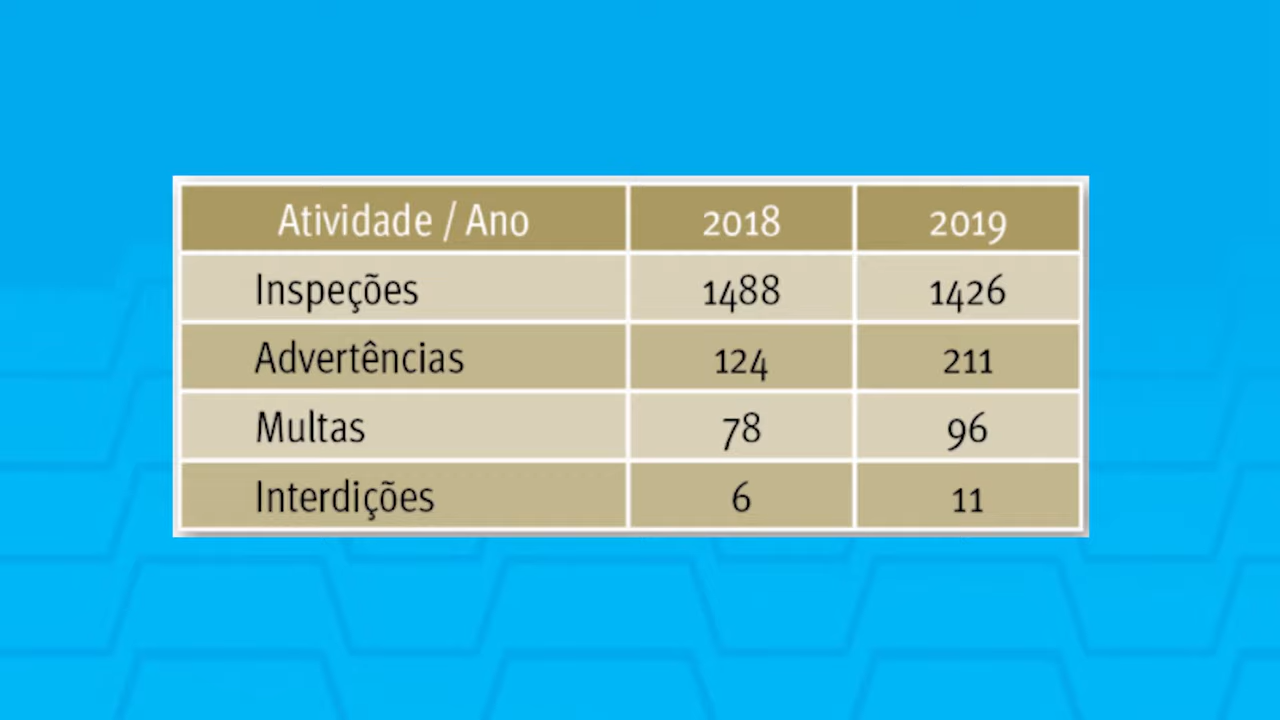 Atividade / Ano 2018 2019
Inspeções 1488 1426
Advertências 124 211
Multas 78 96
Interdições 6 11